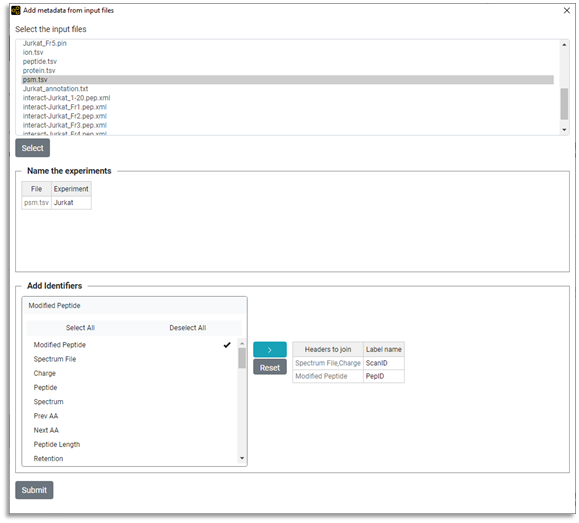 Add metadata from input files
Select the input files
Jurkat_Fr5.pin
ion.tsv
peptide.tsv
protein.tsv
psm.tsv
Jurkat_annotation.txt
interact-Jurkat_1-20.pep.xml
interact-Jurkat_Fr1.pep.xml
interact-Jurkat_Fr2.pep.xml
interact-Jurkat_Fr3.pep.xml
interact-Jurkat_Fr4.pep.xml
Select
Name the experiments
File Experiment
psm.tsv Jurkat
Add Identifiers
Modified Peptide
Select All Deselect All
Modified Peptide
Spectrum File
Charge
Peptide
Spectrum
Prev AA
Next AA
Peptide Length
Retention
>
Reset
Headers to join Label name
Spectrum File,Charge ScanID
Modified Peptide PepID
Submit